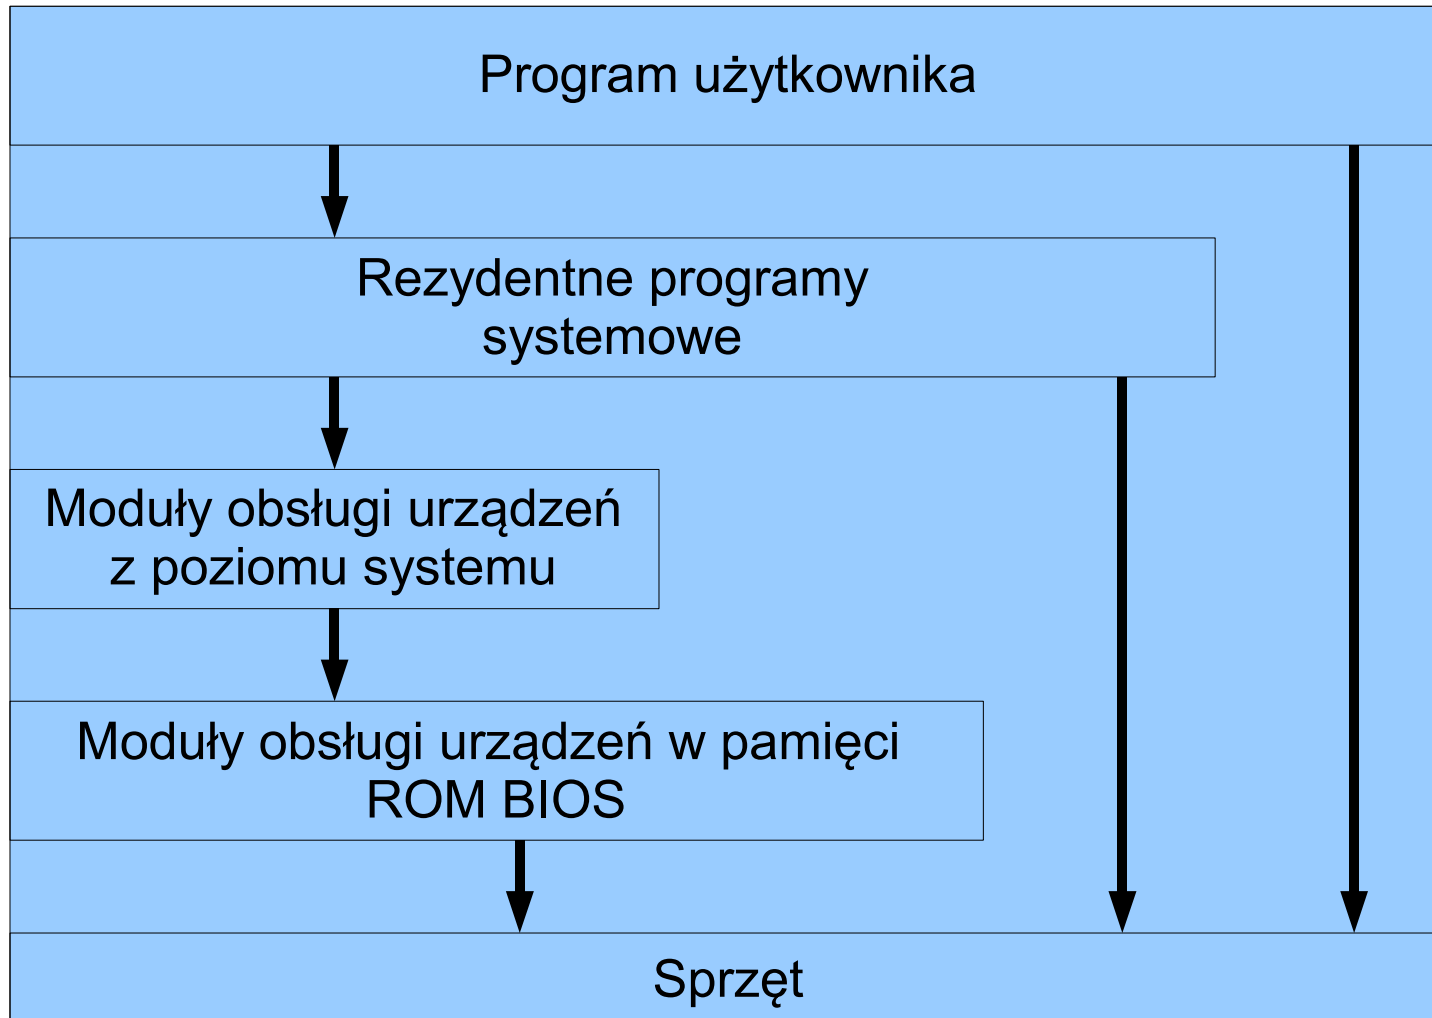 Program użytkownika
Rezydentne programy
systemowe
Moduły obsługi urządzeń
z poziomu systemu
Moduły obsługi urządzeń w pamięci
ROM BIOS
Sprzęt